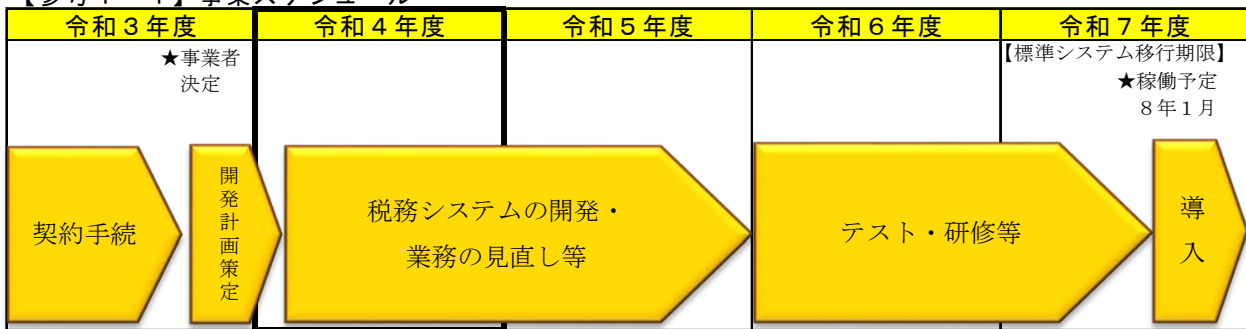 令和３年度 令和４年度 令和５年度 令和６年度 令和７年度
★事業者
決定
【標準システム移行期限】
★稼働予定
８年１月
契約手続
開発計画策定
税務システムの開発・
業務の見直し等
テスト・研修等
導入